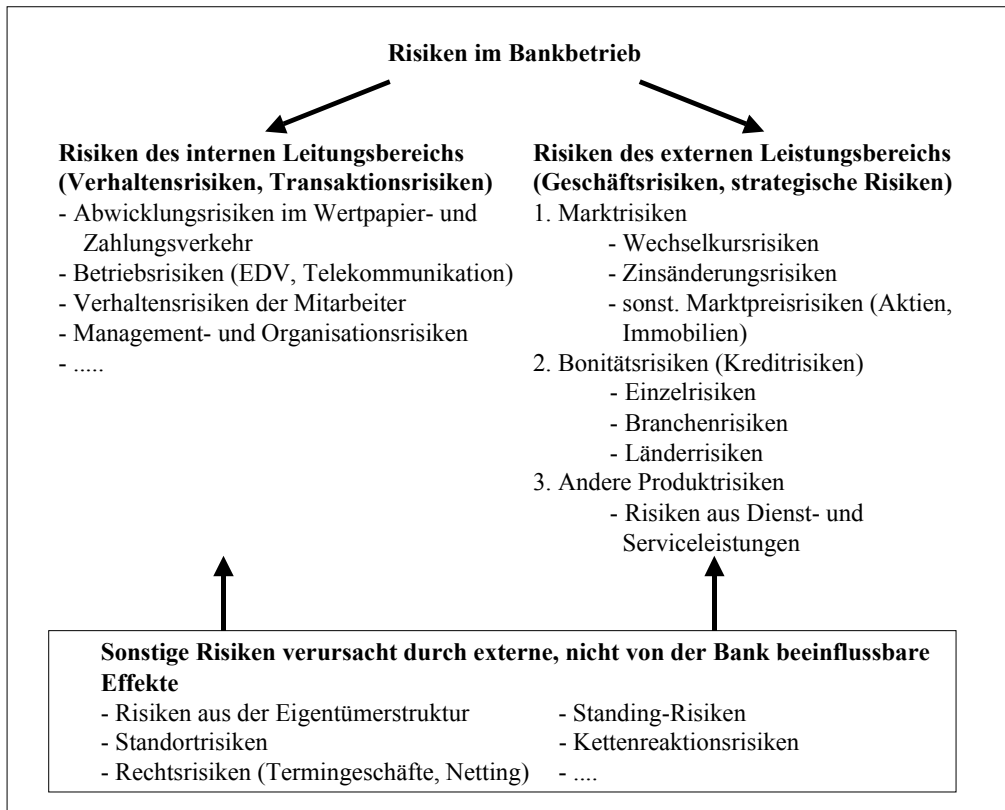 Risiken im Bankbetrieb
Risiken des internen Leitungsbereichs
(Verhaltensrisiken, Transaktionsrisiken)
- Abwicklungsrisiken im Wertpapier- und
Zahlungsverkehr
- Betriebsrisiken (EDV, Telekommunikation)
- Verhaltensrisiken der Mitarbeiter
- Management- und Organisationsrisiken
- .....
Risiken des externen Leistungsbereichs
(Geschäftsrisiken, strategische Risiken)
1. Marktrisiken
- Wechselkursrisiken
- Zinsänderungsrisiken
- sonst. Marktpreisrisiken (Aktien,
Immobilien)
2. Bonitätsrisiken (Kreditrisiken)
- Einzelrisiken
- Branchenrisiken
- Länderrisiken
3. Andere Produktrisiken
- Risiken aus Dienst- und
Serviceleistungen
Sonstige Risiken verursacht durch externe, nicht von der Bank beeinflussbare
Effekte
- Risiken aus der Eigentümerstruktur
- Standortrisiken
- Rechtsrisiken (Termingeschäfte, Netting)
- Standing-Risiken
- Kettenreaktionsrisiken
- ....